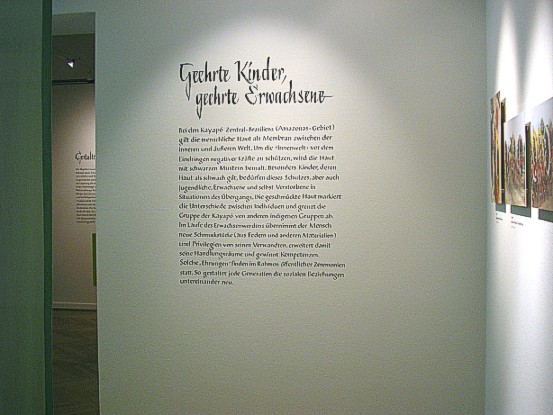 Geehrte Kinder,
geehrte Erwachsene
Bei den Kayapó Zentral-Brasiliens (Amazonas-Gebiet)
gilt die menschliche Haut als Membran zwischen der
inneren und äußeren Welt. Um die "Innenwelt" vor dem
Eindringen negativer Kräfte zu schützen, wird die Haut
mit schwarzen Mustern bemalt. Besonders Kinder, deren
Haut als schwach gilt, bedürfen dieses Schutzes, aber auch
Jugendliche, Erwachsene und selbst Verstorbene in
Situationen des Übergangs. Die geschmückte Haut markiert
die Unterschiede zwischen Individuen und grenzt die
Gruppe der Kayapó von anderen indigenen Gruppen ab.
Im Laufe des Erwachsenwerdens übernimmt der Mensch
neue Schmuckstücke (aus Federn und anderen Materialien)
und Privilegien von seinen Verwandten, erweitert damit
seine Handlungsräume und gewinnt Kompetenzen.
Solche „Ehrungen" finden im Rahmen öffentlicher Zeremonien
statt. So gestaltet jede Generation die sozialen Beziehungen
untereinander neu.